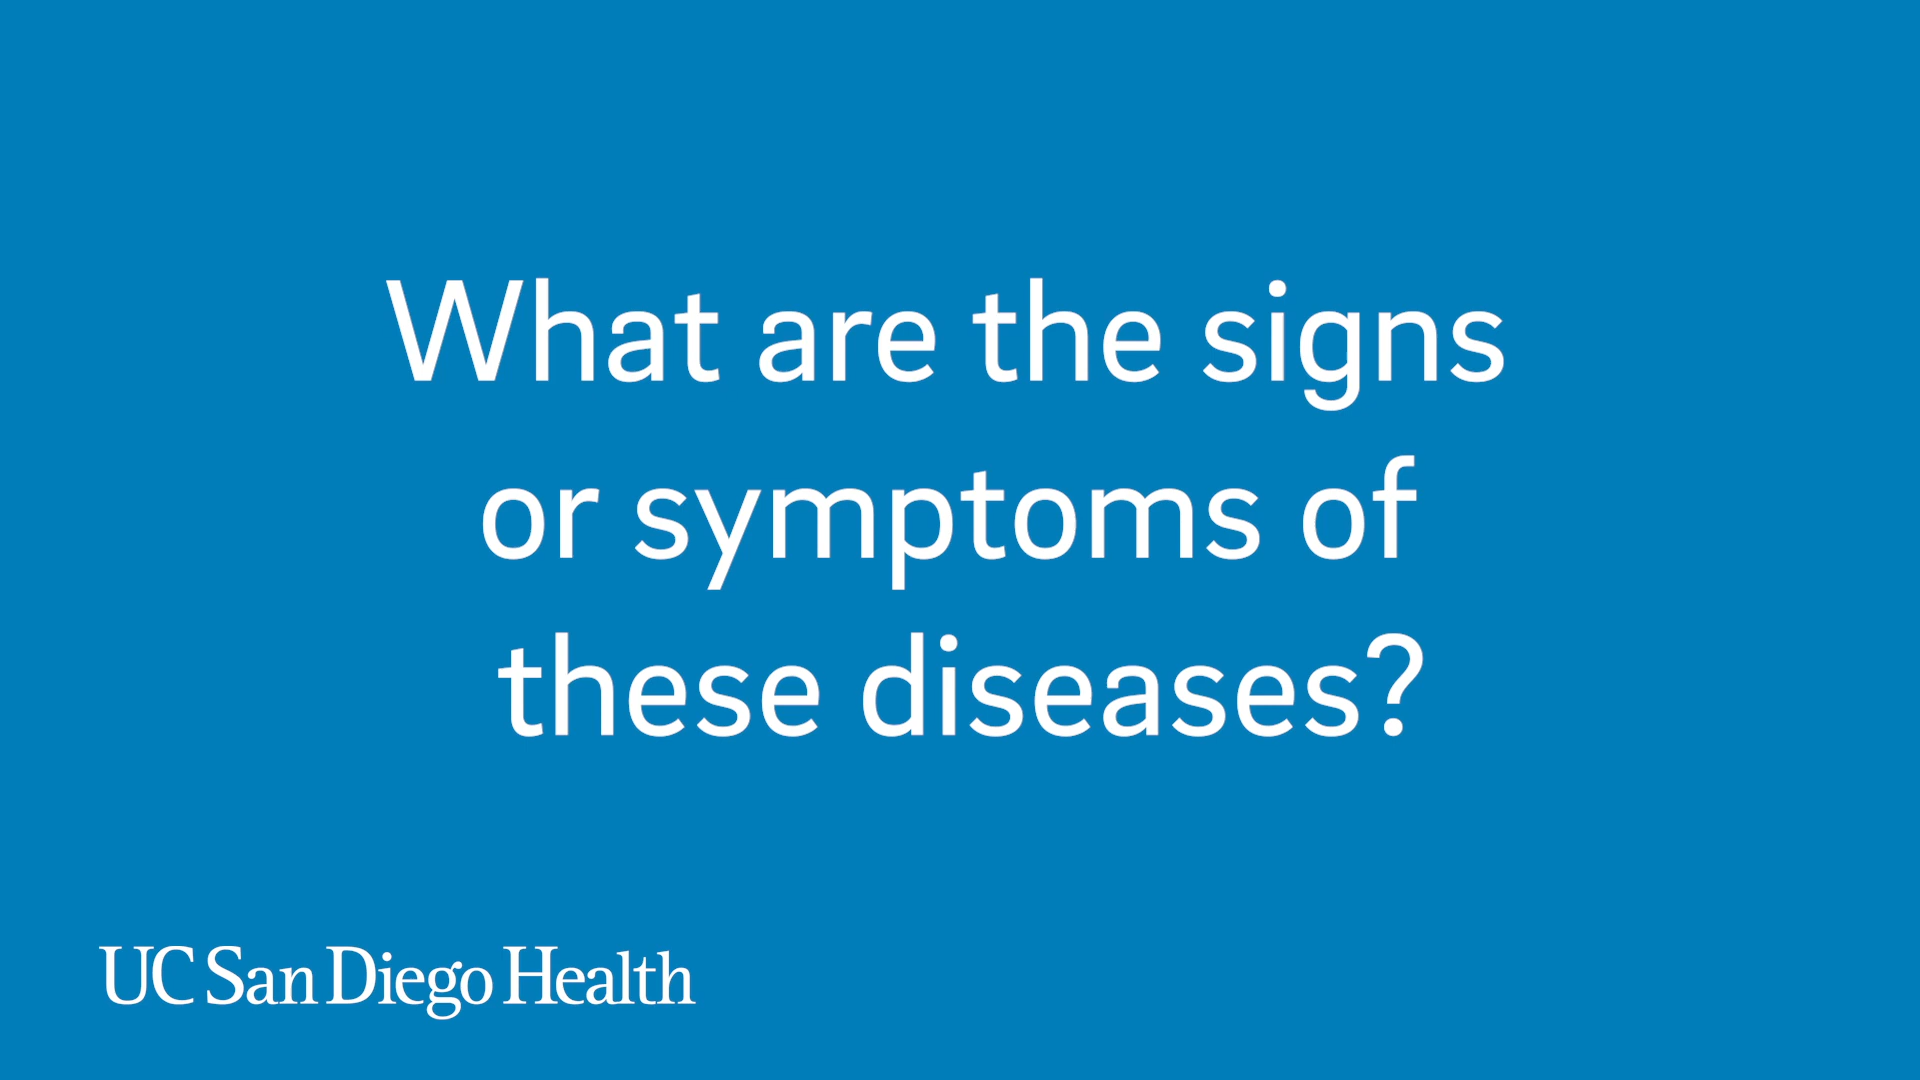 What are the signs
or symptoms of
these diseases?
UC San Diego Health